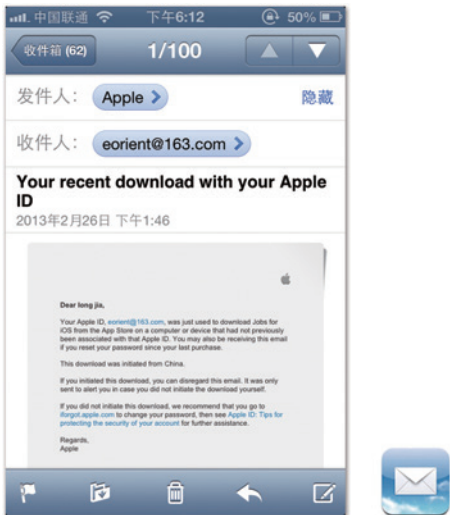 中国联通 下午6:12 50%
收件箱 (62) 1/100
发件人： Apple 隐藏
收件人： eorient@163.com
Your recent download with your Apple
ID
2013年2月26日 下午1:46
Dear long jia,
Your Apple ID, eorient@163.com, was just used to download Jobs for
iOS from the App Store on a computer or device that had not previously
been associated with that Apple ID. You may also be receiving this email
if you reset your password since your last purchase.
This download was initiated from China.
If you initiated this download, you can disregard this email. It was only
sent to alert you in case you did not initiate the download yourself.
If you did not initiate this download, we recommend that you go to
iforgot.apple.com to change your password, then see Apple ID: Tips for
protecting the security of your account for further assistance.
Regards,
Apple